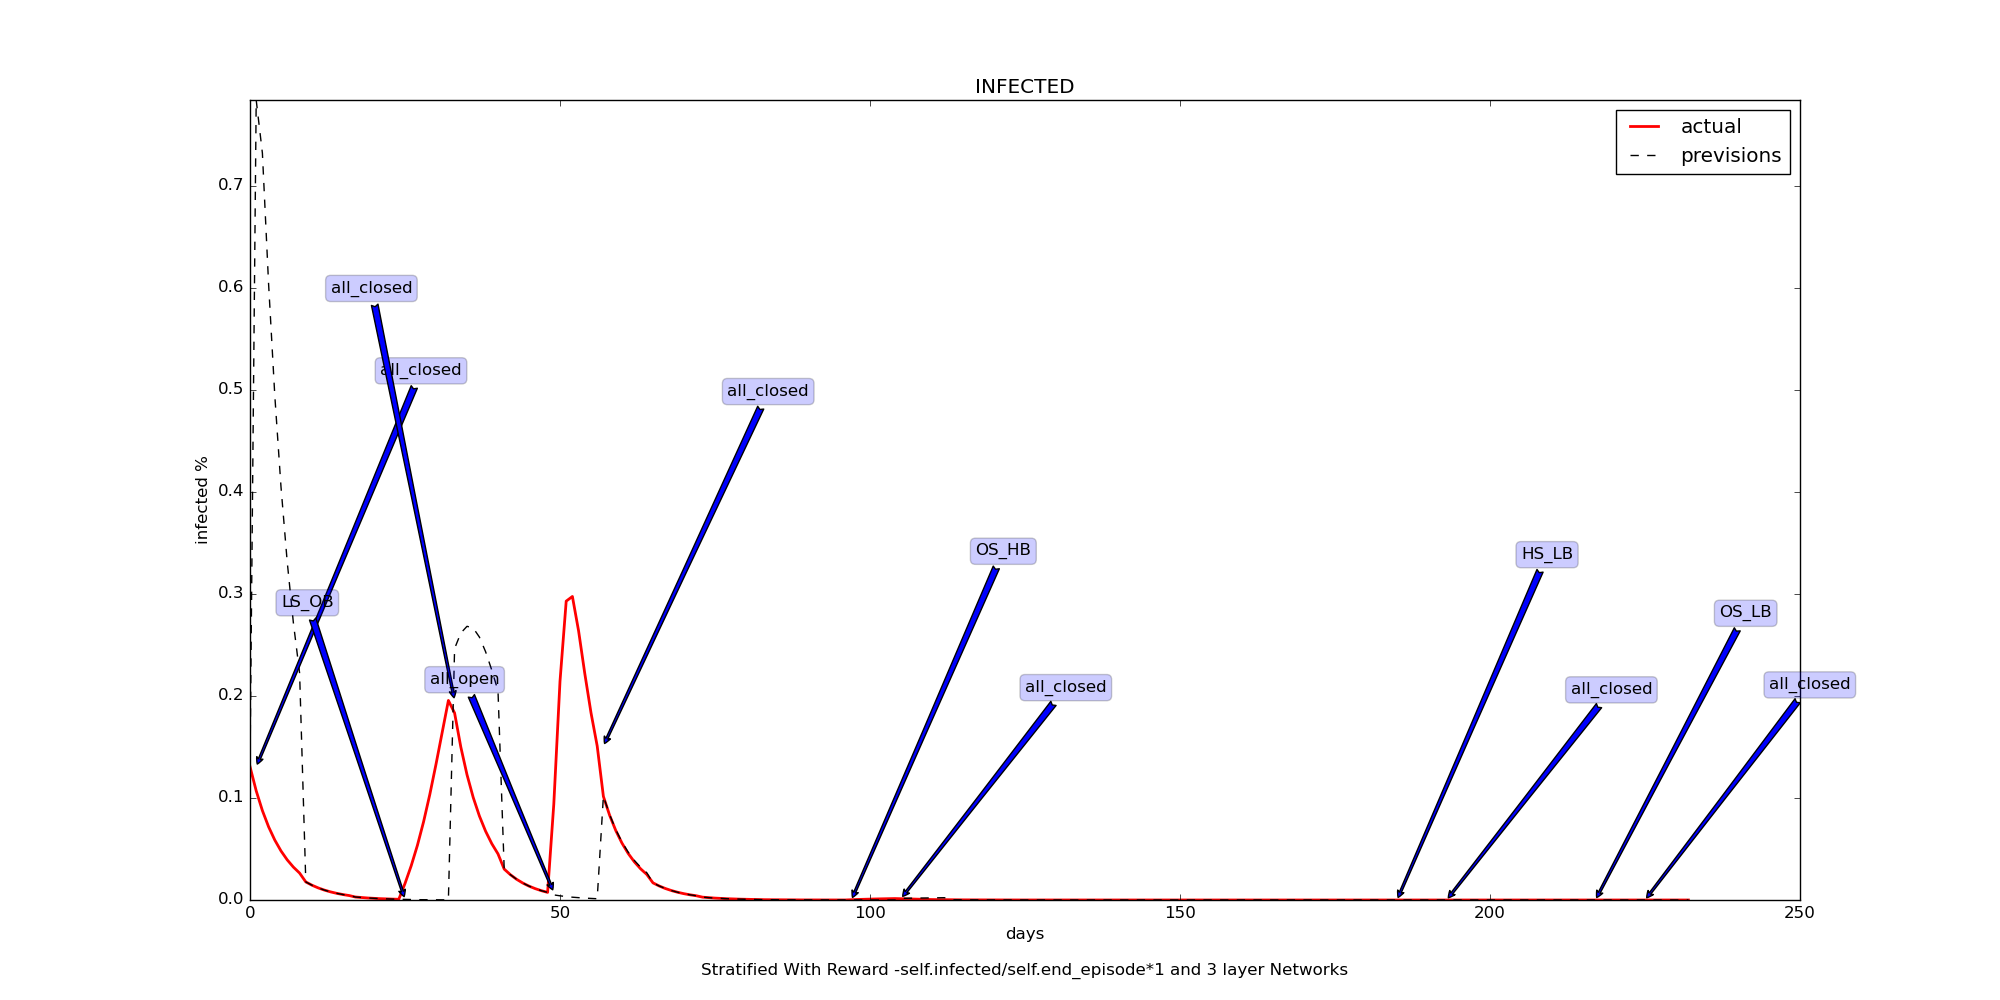 INFECTED
actual
previsions
0.7
0.6
0.5
0.4
0.3
0.2
0.1
0.0
infected %
all_closed
all_closed
all_closed
LS_OB
all_open
OS_HB
all_closed
HS_LB
all_closed
OS_LB
all_closed
0
50
100
150
200
250
days
Stratified With Reward -self.infected/self.end_episode*1 and 3 layer Networks